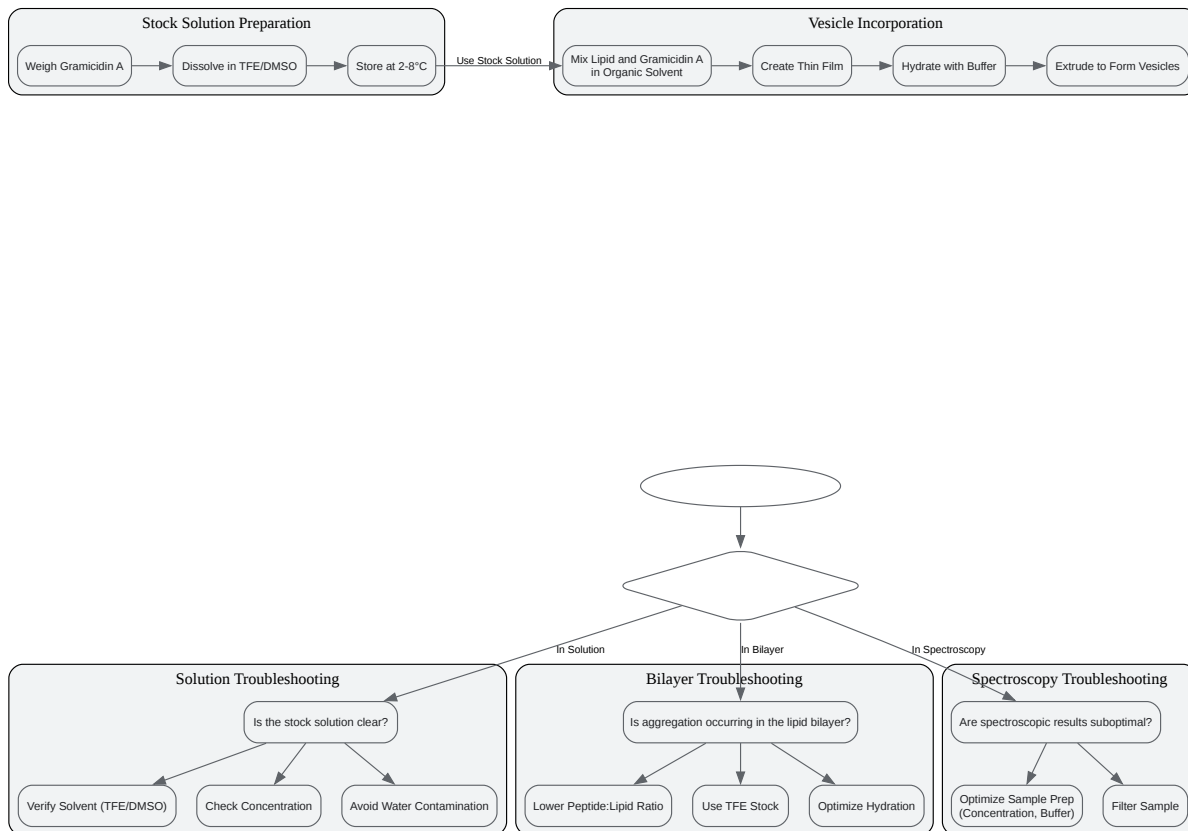 Stock Solution Preparation
Weigh Gramicidin A
Dissolve in TFE/DMSO
Store at 2-8°C
Use Stock Solution
Vesicle Incorporation
Mix Lipid and Gramicidin A
in Organic Solvent
Create Thin Film
Hydrate with Buffer
Extrude to Form Vesicles
In Solution
In Bilayer
In Spectroscopy
Solution Troubleshooting
Is the stock solution clear?
Verify Solvent (TFE/DMSO)
Check Concentration
Avoid Water Contamination
Bilayer Troubleshooting
Is aggregation occurring in the lipid bilayer?
Lower Peptide:Lipid Ratio
Use TFE Stock
Optimize Hydration
Spectroscopy Troubleshooting
Are spectroscopic results suboptimal?
Optimize Sample Prep
(Concentration, Buffer)
Filter Sample